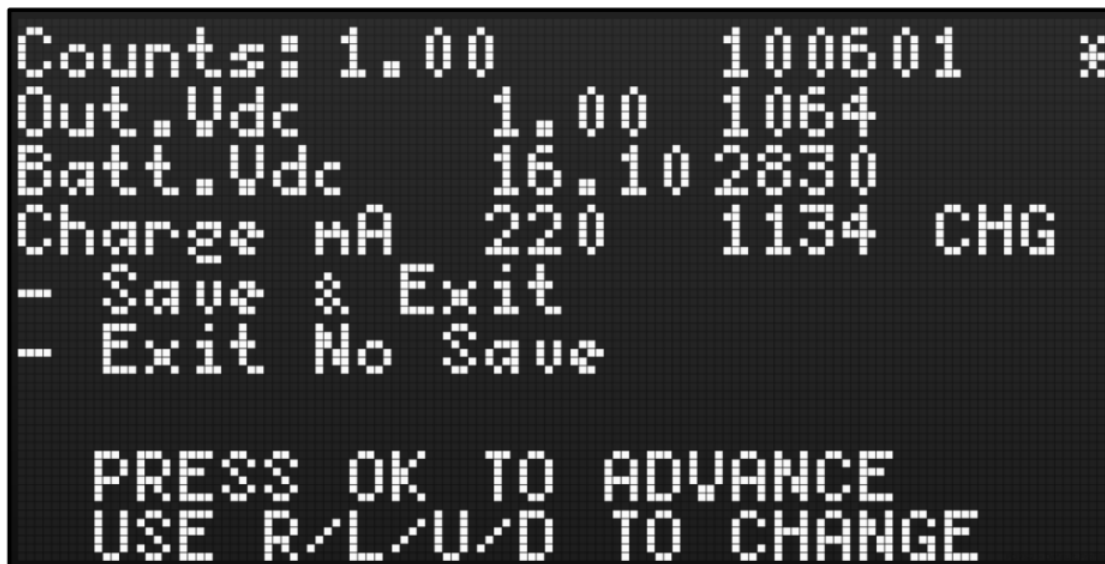 Counts: 1.00 100601 *
Out.Vdc 1.00 1064
Batt.Vdc 16.10 2830
Charge mA 220 1134 CHG
- Save & Exit
- Exit No Save
PRESS OK TO ADVANCE
USE R/L/U/D TO CHANGE